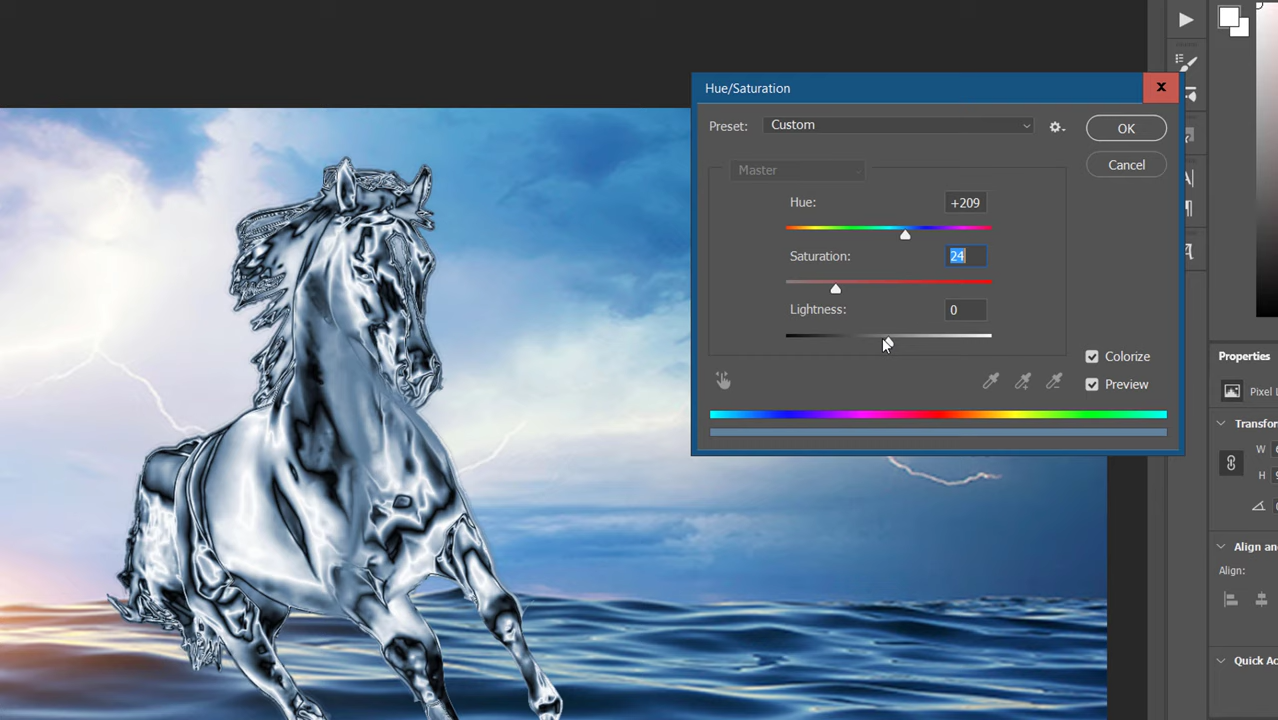 Hue/Saturation
x
Preset: Custom
OK
Master
Cancel
Hue: +209
Saturation: 24
Lightness: 0
Colorize
Preview
Properties
Pixel L
Transfor
W
H
Align and
Align:
Quick Ac